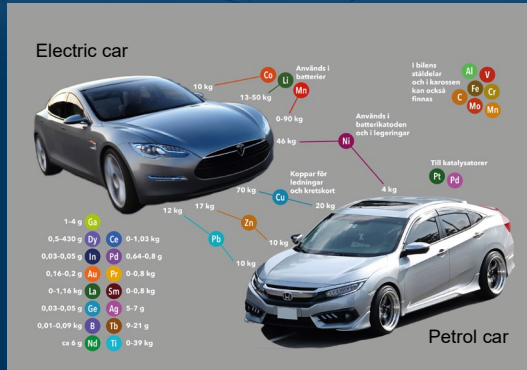 Electric car
Co
Li
Mn
Används i
batterier
10 kg
13-50 kg
0-90 kg
I bilens
ståldelar
och i karossen
kan också
finnas
Al
V
C
Fe
Cr
Mo
Mn
Används i
batterikatoden
och i legeringar
46 kg
Ni
4 kg
Till katalysatorer
Pt
Pd
Koppar för
ledningar
och kretskort
70 kg
Cu
20 kg
17 kg
Zn
10 kg
12 kg
Pb
10 kg
1-4 g Ga
0,5-430 g Dy Ce 0-1,03 kg
0,03-0,05 g In Pd 0,64-0,8 g
0,16-0,2 g Au Pr 0-0,8 kg
0-1,16 kg La Sm 0-0,8 kg
0,03-0,05 g Ge Ag 5-7 g
0,01-0,09 kg B Tb 9-21 g
ca 6 g Nd Ti 0-39 kg
Petrol car